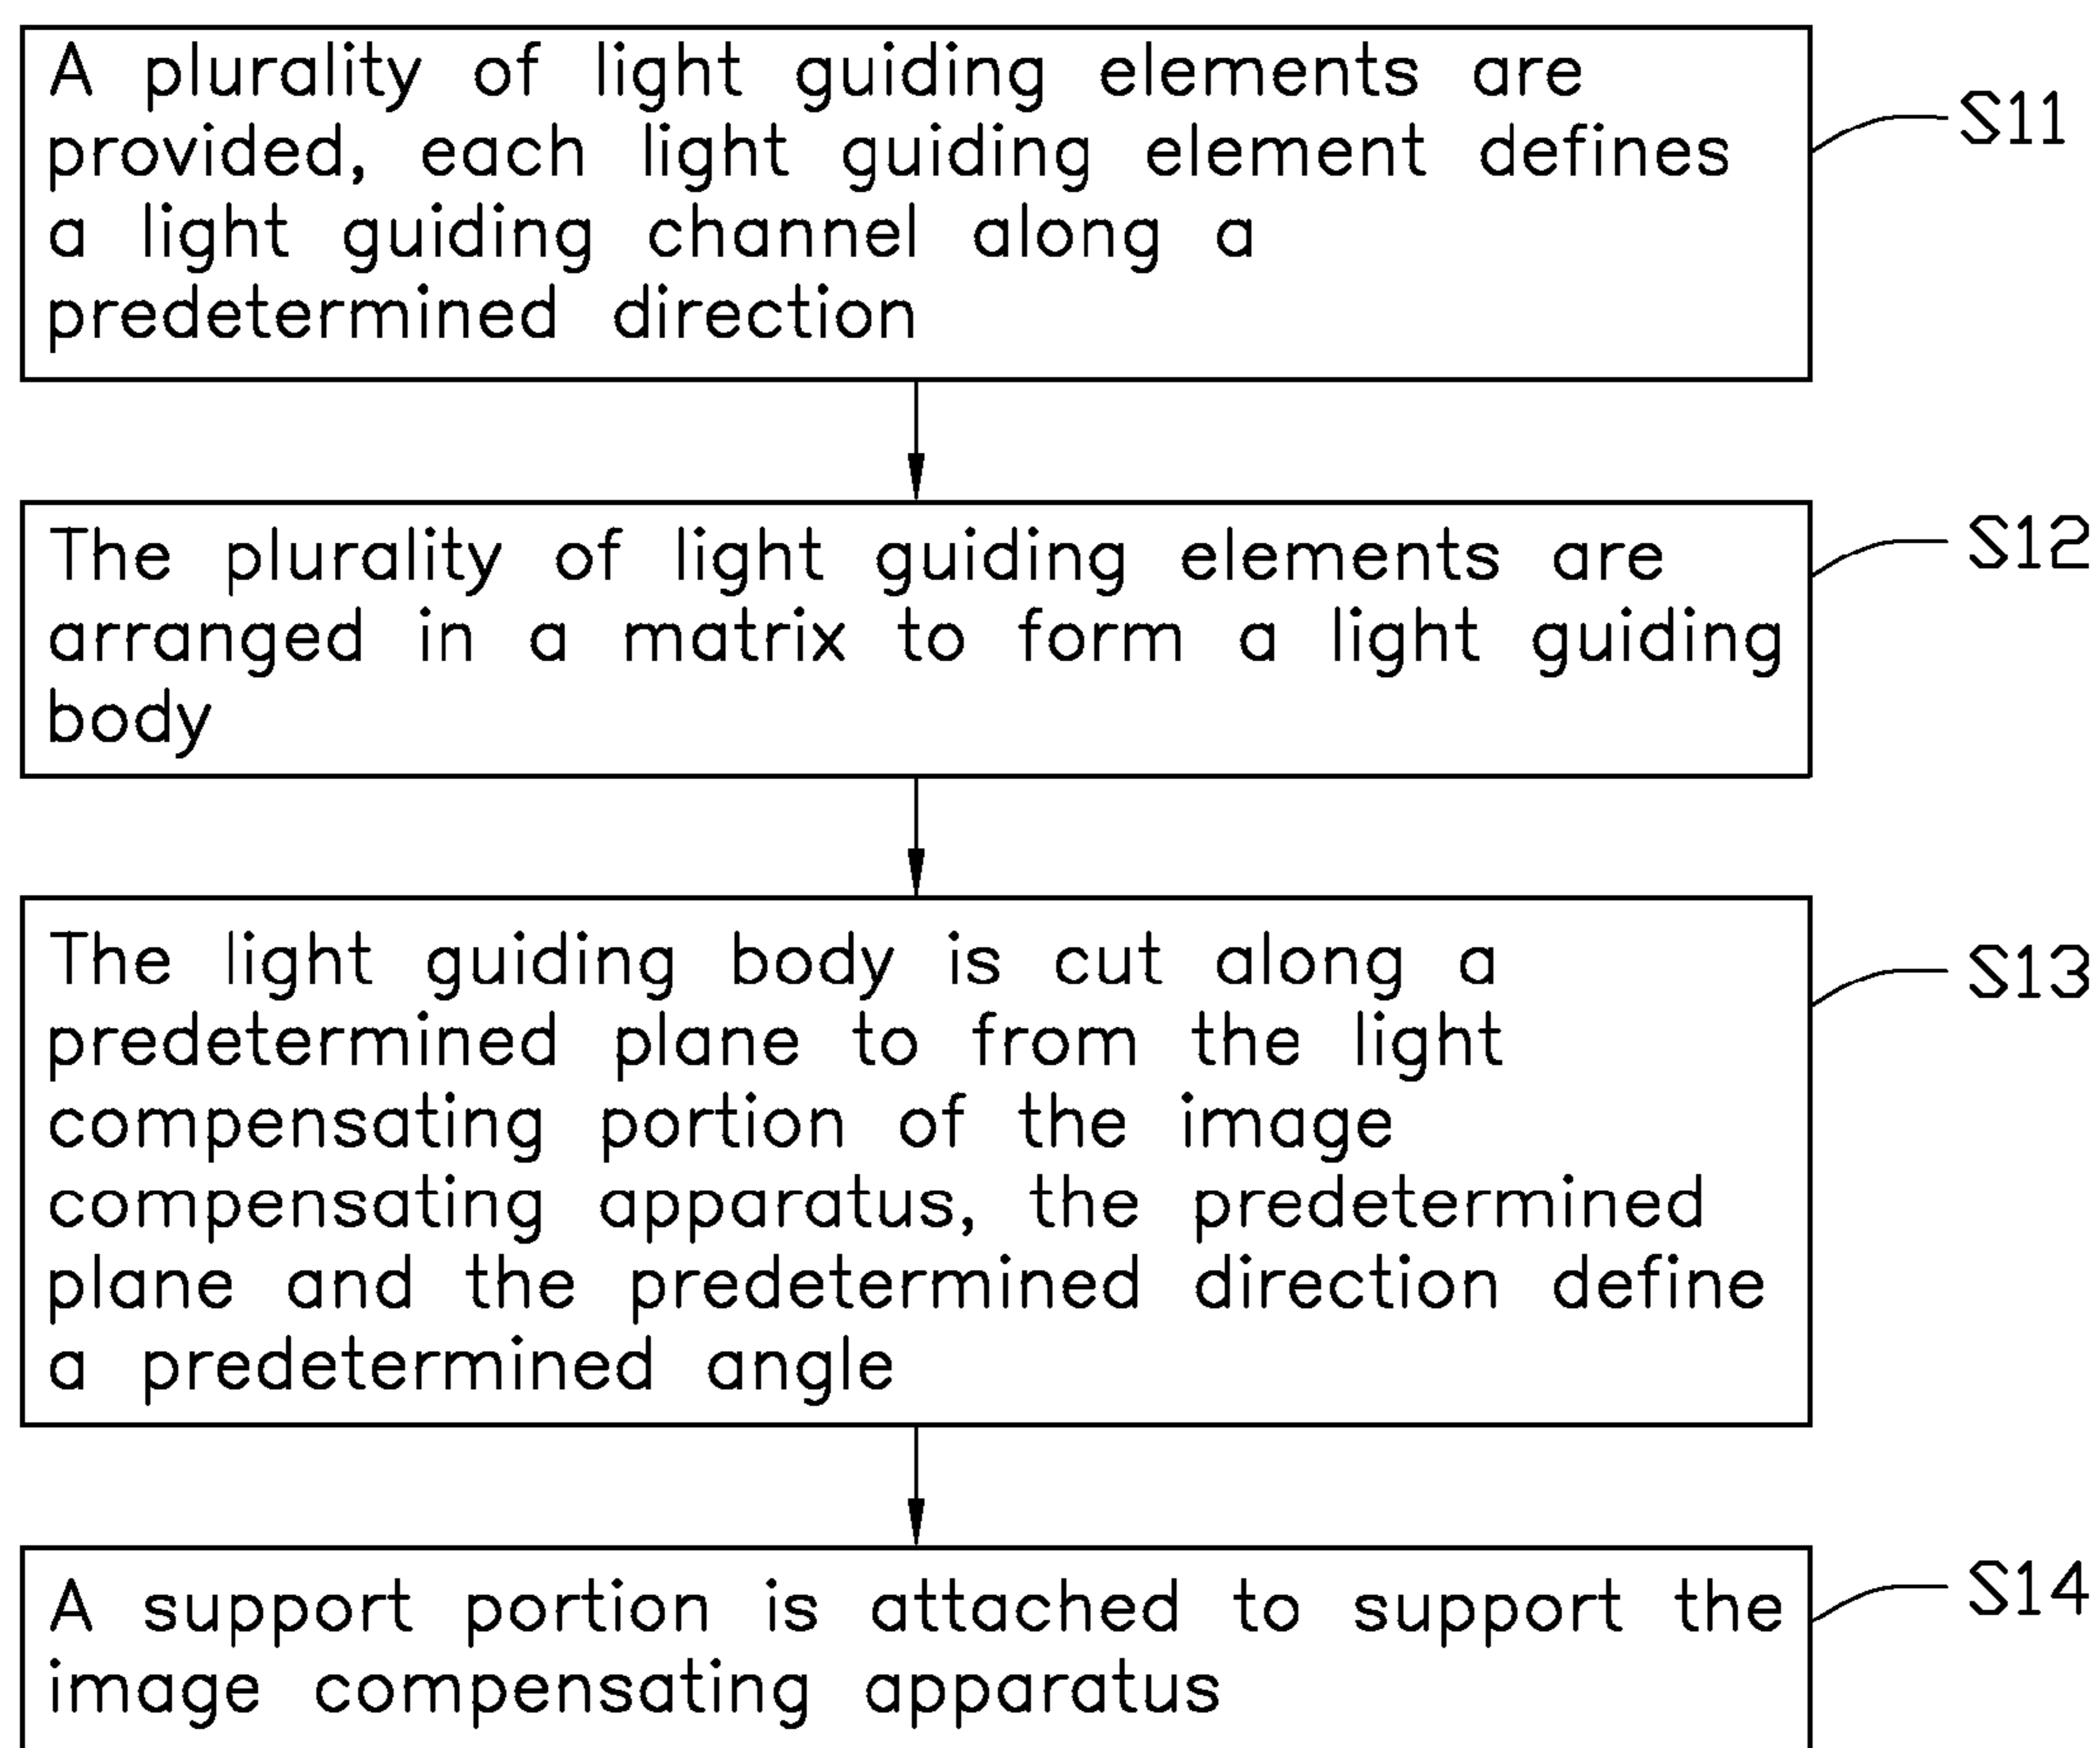 A plurality of light guiding elements are
provided, each light guiding element defines
a light guiding channel along a
predetermined direction
S11
The plurality of light guiding elements are
arranged in a matrix to form a light guiding
body
S12
The light guiding body is cut along a
predetermined plane to from the light
compensating portion of the image
compensating apparatus, the predetermined
plane and the predetermined direction define
a predetermined angle
S13
A support portion is attached to support the
image compensating apparatus
S14